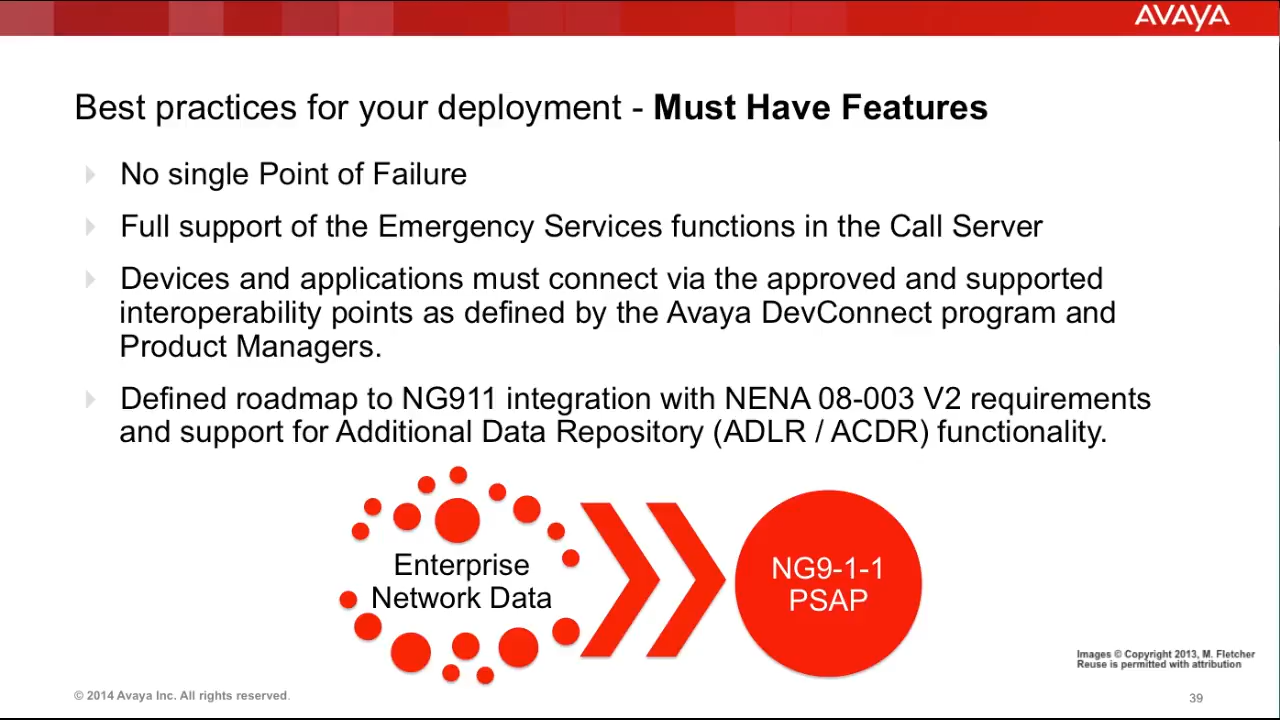 AVAYA
Best practices for your deployment - Must Have Features
No single Point of Failure
Full support of the Emergency Services functions in the Call Server
Devices and applications must connect via the approved and supported
interoperability points as defined by the Avaya DevConnect program and
Product Managers.
Defined roadmap to NG911 integration with NENA 08-003 V2 requirements
and support for Additional Data Repository (ADLR / ACDR) functionality.
Enterprise
Network Data
NG9-1-1
PSAP
Images © Copyright 2013, M. Fletcher
Reuse is permitted with attribution
© 2014 Avaya Inc. All rights reserved.
39